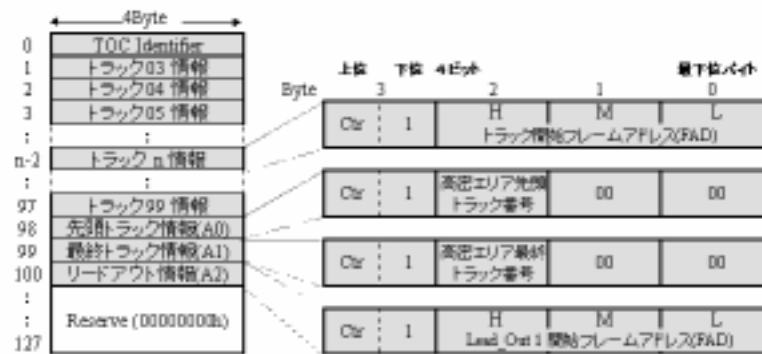 4Byte
0 TOC Identifier
1 トラック03 情報
2 トラック04 情報
3 トラック05 情報
: :
n-2 トラック n 情報
: :
97 トラック99 情報
98 先頭トラック情報(A0)
99 最終トラック情報(A1)
100 リードアウト情報(A2)
:
: Reserve (00000000h)
127
上位 下位 4ビット 最下位バイト
Byte 3 2 1 0
Ctr 1 H M L
トラック開始フレームアドレス(FAD)
Ctr 1 高密エリア先頭トラック番号 00 00
Ctr 1 高密エリア最終トラック番号 00 00
Ctr 1 H M L
Lead_Out 1 開始フレームアドレス(FAD)